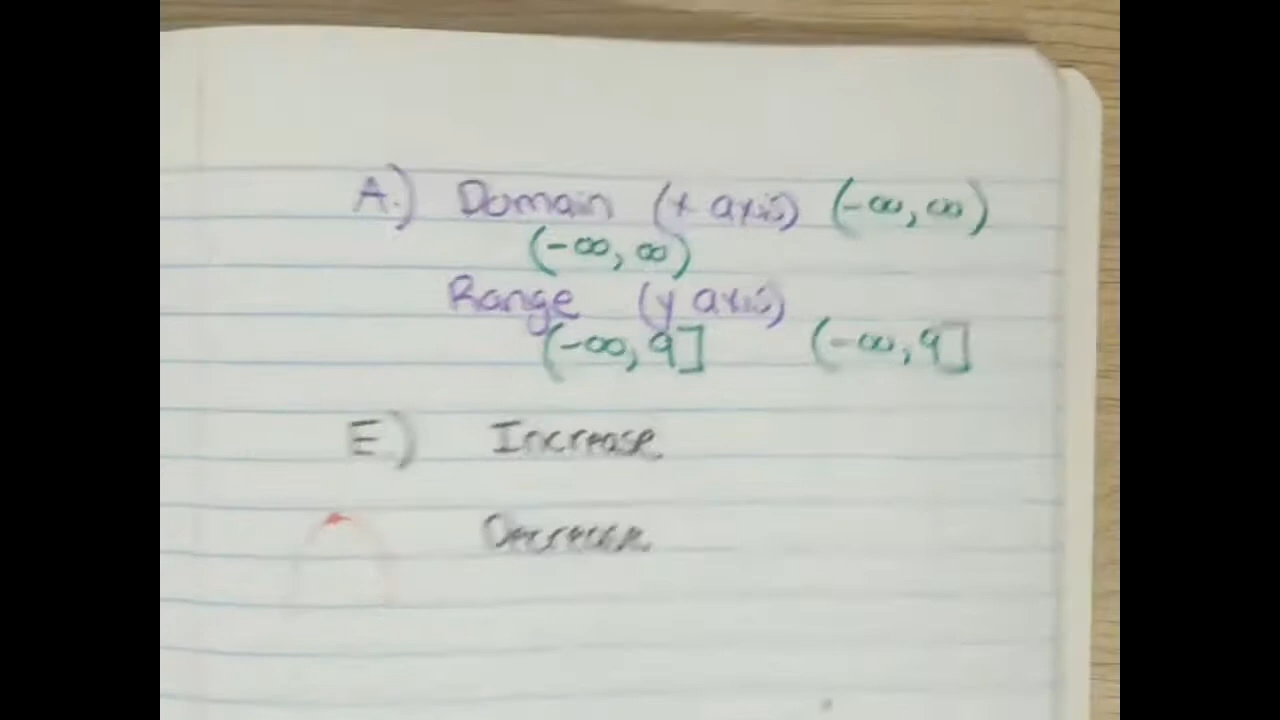 A.) Domain (x axis) (-∞, ∞)
(-∞, ∞)
Range (y axis)
(-∞, 9] (-∞, 9]
E.) Increase
Decrease